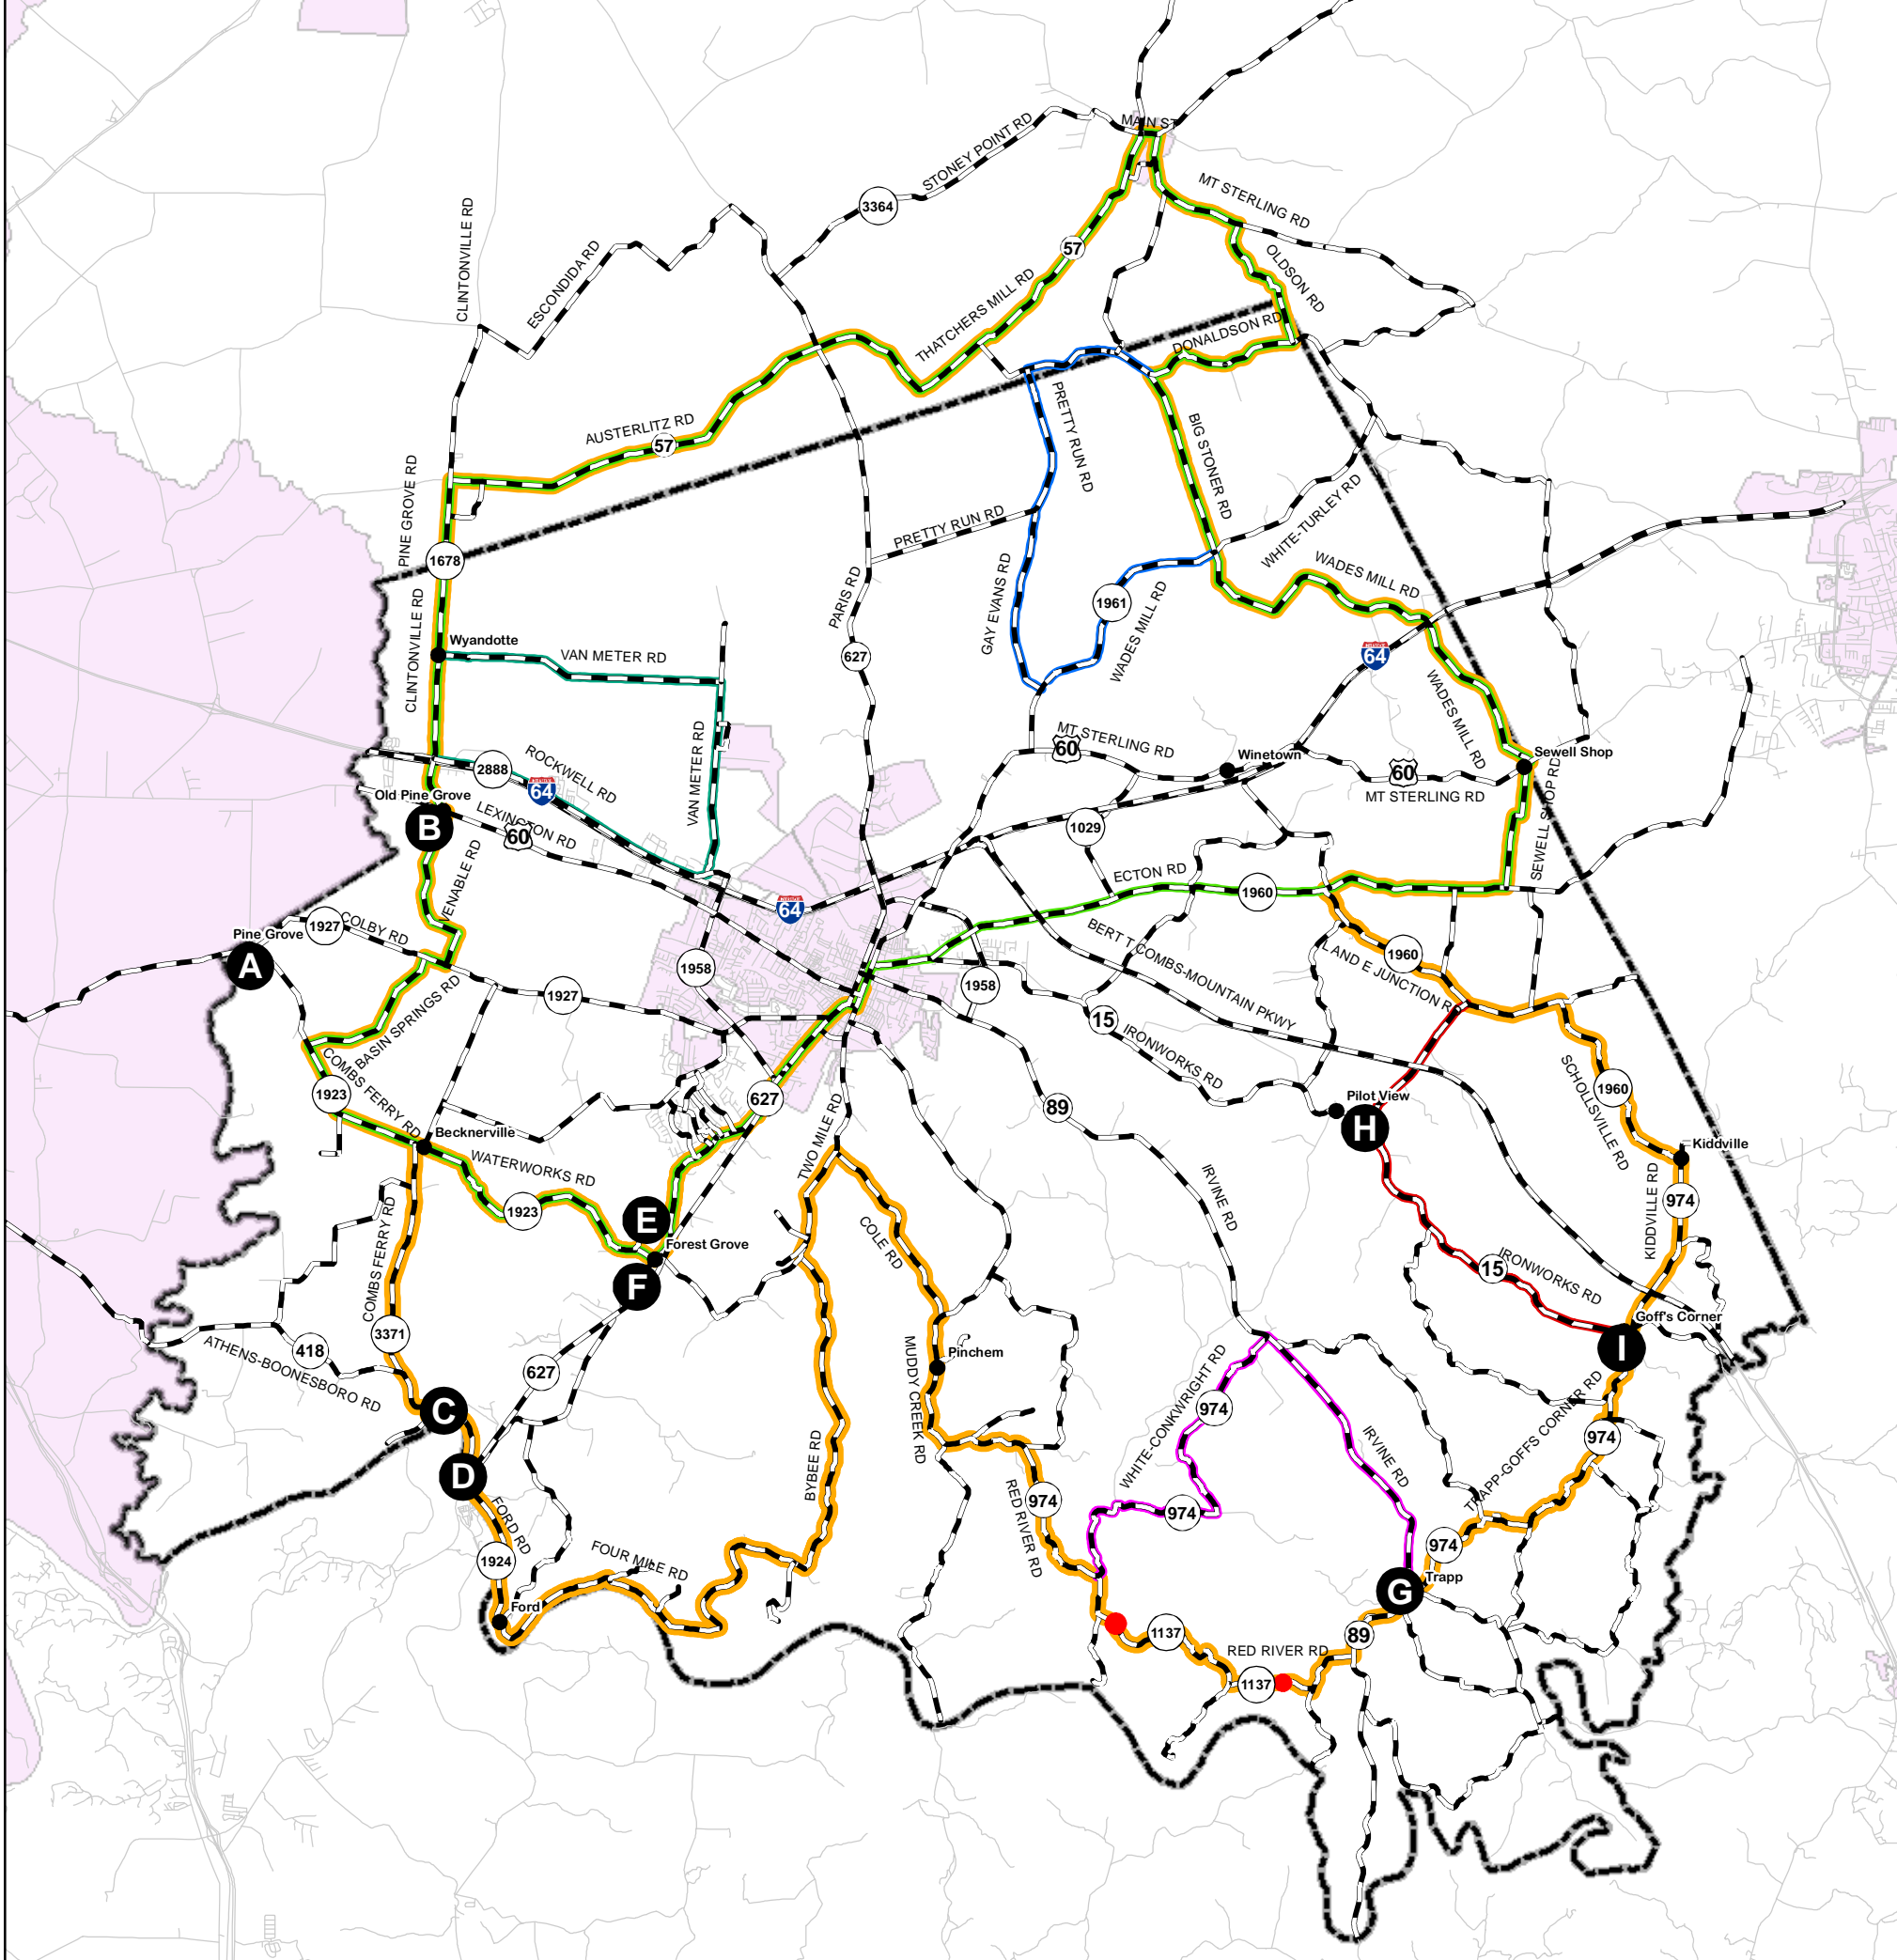 MAIN ST
STONEY POINT RD
3364
MT STERLING RD
CLINTONVILLE RD
ESCONDIDA RD
57
OLDSON RD
THATCHERS MILL RD
DONALDSON RD
AUSTERLITZ RD
57
PRETTY RUN RD
BIG STONER RD
PINE GROVE RD
1678
PRETTY RUN RD
WHITE-TURLEY RD
WADES MILL RD
CLINTONVILLE RD
PARIS RD
GAY EVANS RD
1961
WADES MILL RD
Wyandotte
VAN METER RD
627
64
WADES MILL RD
VAN METER RD
ROCKWELL RD
2888
64
MT STERLING RD
60
Winetown
Sewell Shop
60
MT STERLING RD
Old Pine Grove
B
LEXINGTON RD
60
1029
SEWELL SHOP RD
VENABLE RD
ECTON RD
1960
64
Pine Grove
A
1927
COLBY RD
BERT T COMBS-MOUNTAIN PKWY
L AND E JUNCTION R
1960
1958
1958
1927
BASIN SPRINGS RD
15
IRONWORKS RD
COMBS FERRY RD
1923
627
89
Pilot View
H
1960
SCHOLLSVILLE RD
Becknerville
TWO MILE RD
Kiddville
WATERWORKS RD
1923
IRVINE RD
KIDDVILLE RD
974
E
Forest Grove
F
COLE RD
COMBS FERRY RD
15
IRONWORKS RD
Goff's Corner
I
3371
418
ATHENS-BOONESBORO RD
627
MUDDY CREEK RD
Pinchem
WHITE-CONKWRIGHT RD
974
C
TRAPP-GOFFS CORNER RD
974
D
BYBEE RD
IRVINE RD
FORD RD
RED RIVER RD
974
974
974
1924
FOUR MILE RD
G
Trapp
Ford
1137
RED RIVER RD
89
1137